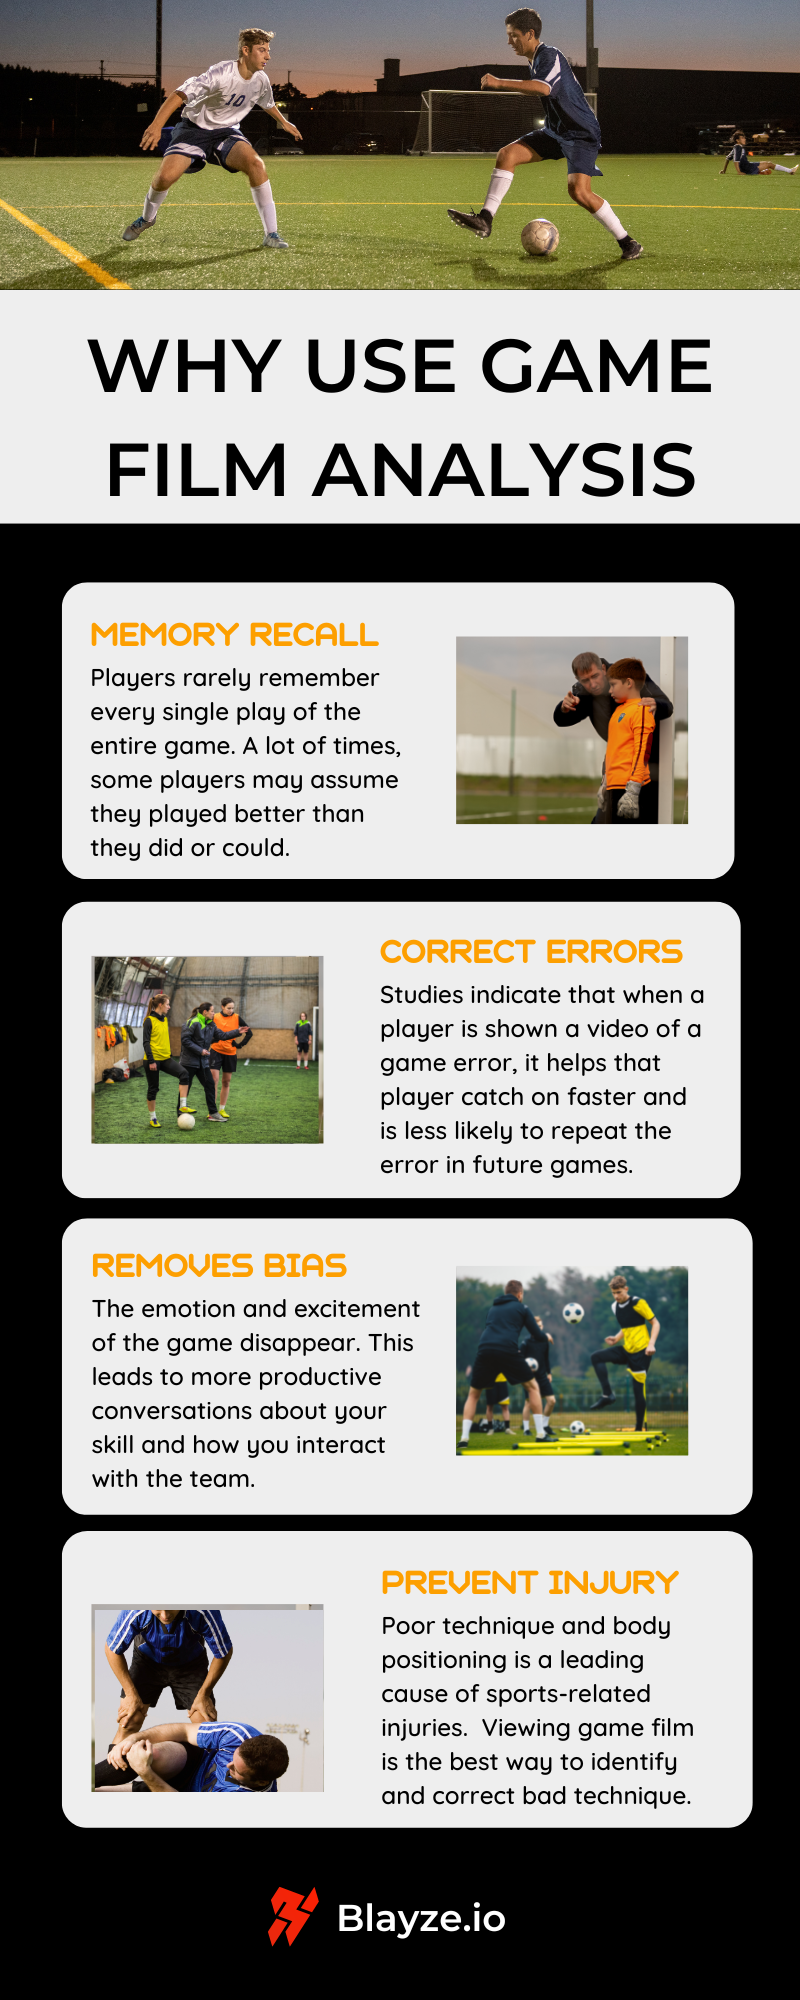 10
WHY USE GAME
FILM ANALYSIS
MEMORY RECALL
Players rarely remember
every single play of the
entire game. A lot of times,
some players may assume
they played better than
they did or could.
CORRECT ERRORS
Studies indicate that when a
player is shown a video of a
game error, it helps that
player catch on faster and
is less likely to repeat the
error in future games.
REMOVES BIAS
The emotion and excitement
of the game disappear. This
leads to more productive
conversations about your
skill and how you interact
with the team.
PREVENT INJURY
Poor technique and body
positioning is a leading
cause of sports-related
injuries.  Viewing game film
is the best way to identify
and correct bad technique.
Blayze.io